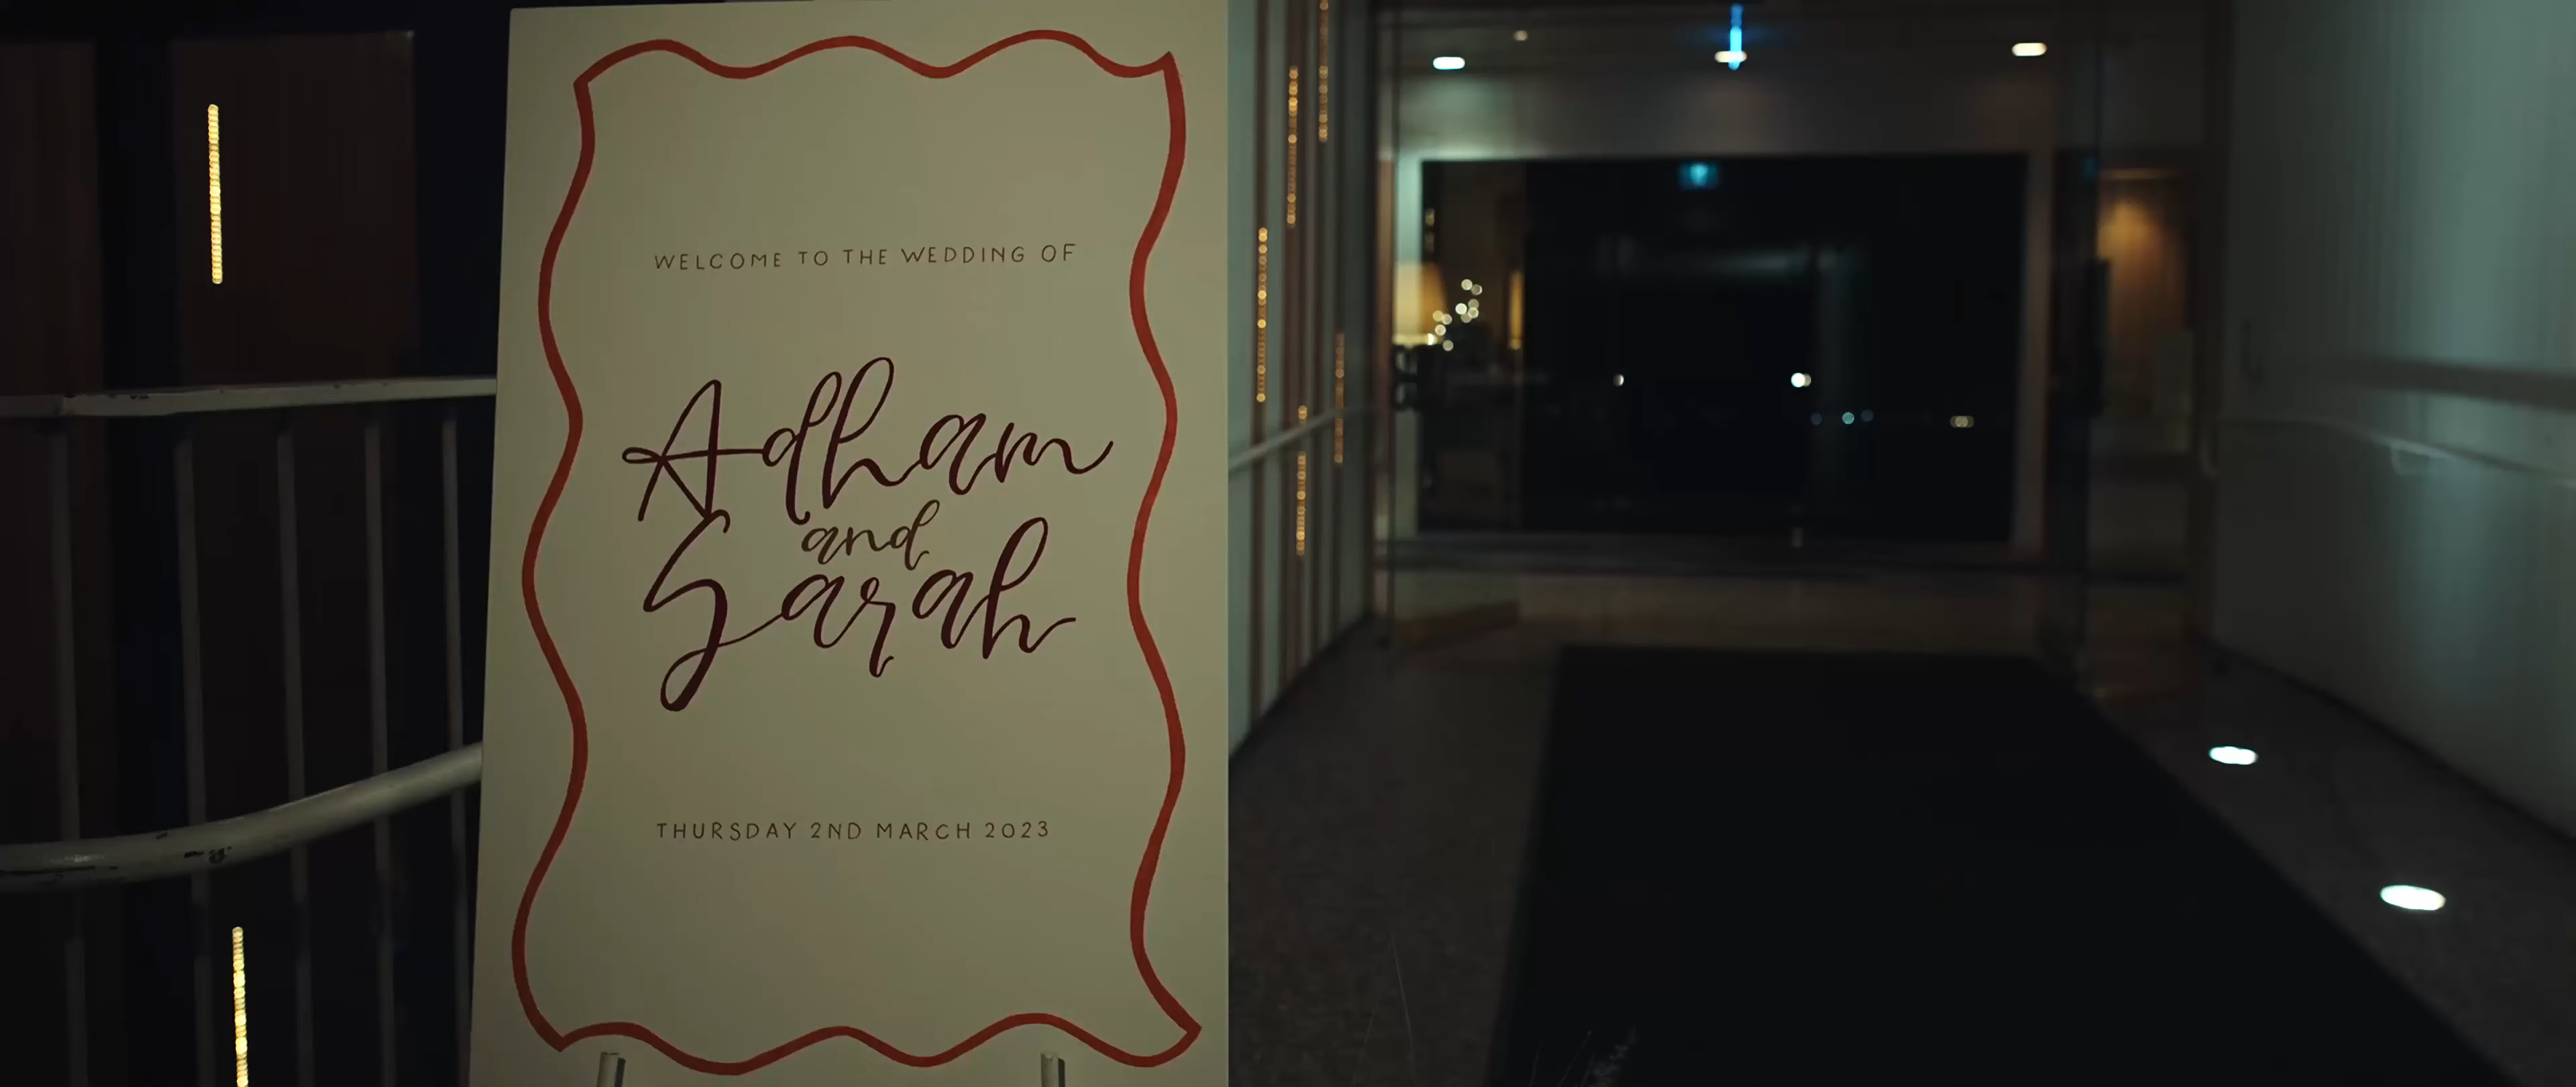 WELCOME TO THE WEDDING OF
Adham
and
Sarah
THURSDAY 2ND MARCH 2023